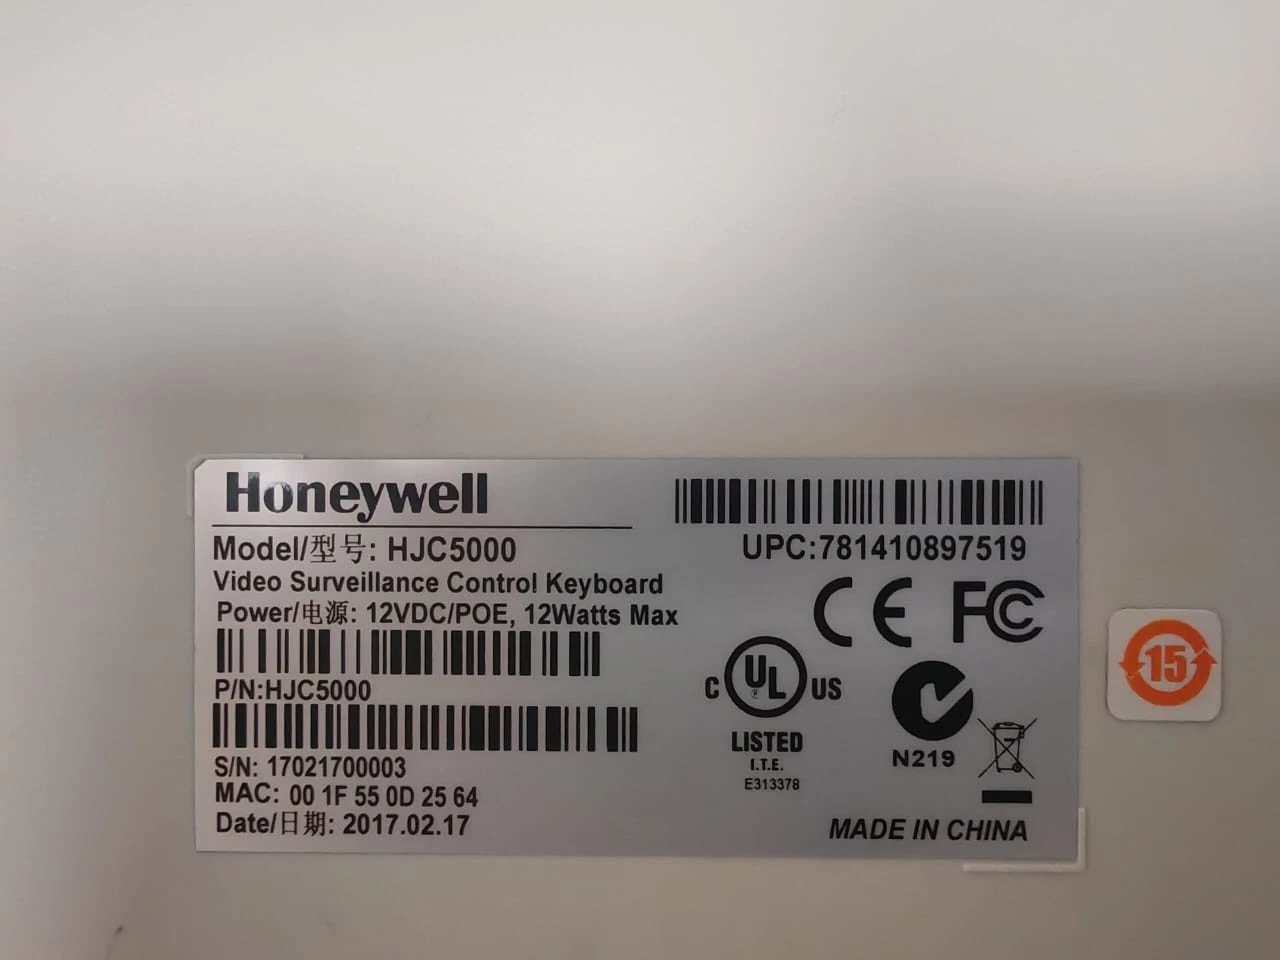 Honeywell
Model/型号: HJC5000
Video Surveillance Control Keyboard
Power/电源: 12VDC/POE, 12Watts Max
P/N:HJC5000
S/N: 17021700003
MAC: 00 1F 55 0D 25 64
Date/日期: 2017.02.17
UPC:781410897519
CE FCC
C UL US
LISTED
I.T.E.
E313378
N219
MADE IN CHINA
15